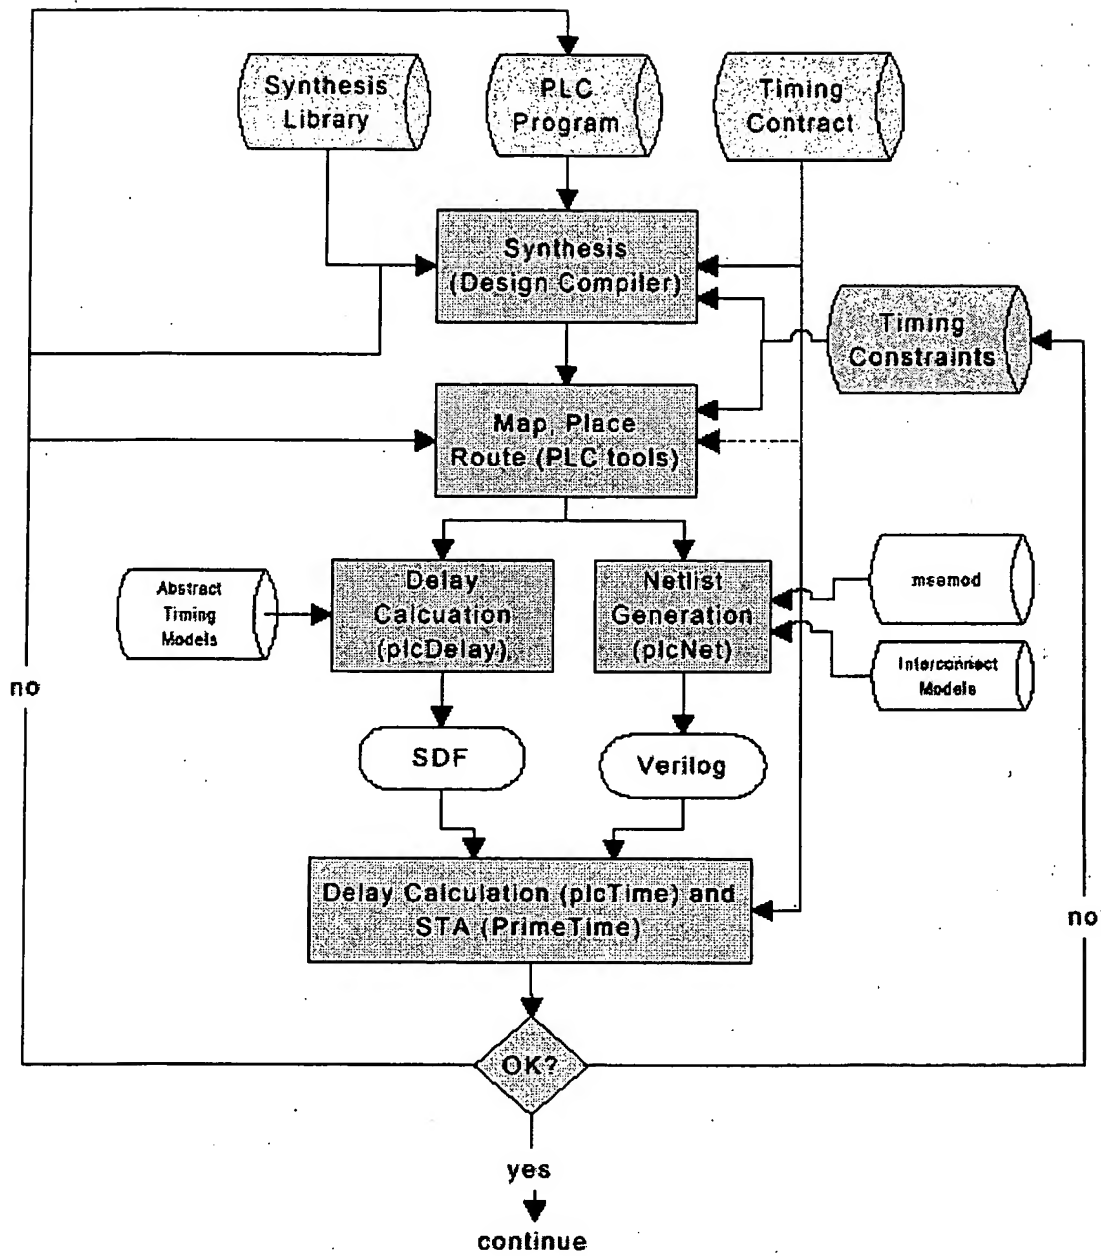 Synthesis
Library
PLC
Program
Timing
Contract
Synthesis
(Design Compiler)
Timing
Constraints
Map, Place
Route (PLC tools)
Abstract
Timing
Models
Delay
Calcuation
(plcDelay)
Netlist
Generation
(plcNet)
msemod
Interconnect
Models
no
SDF
Verilog
Delay Calculation (plcTime) and
STA (PrimeTime)
no
OK?
yes
continue